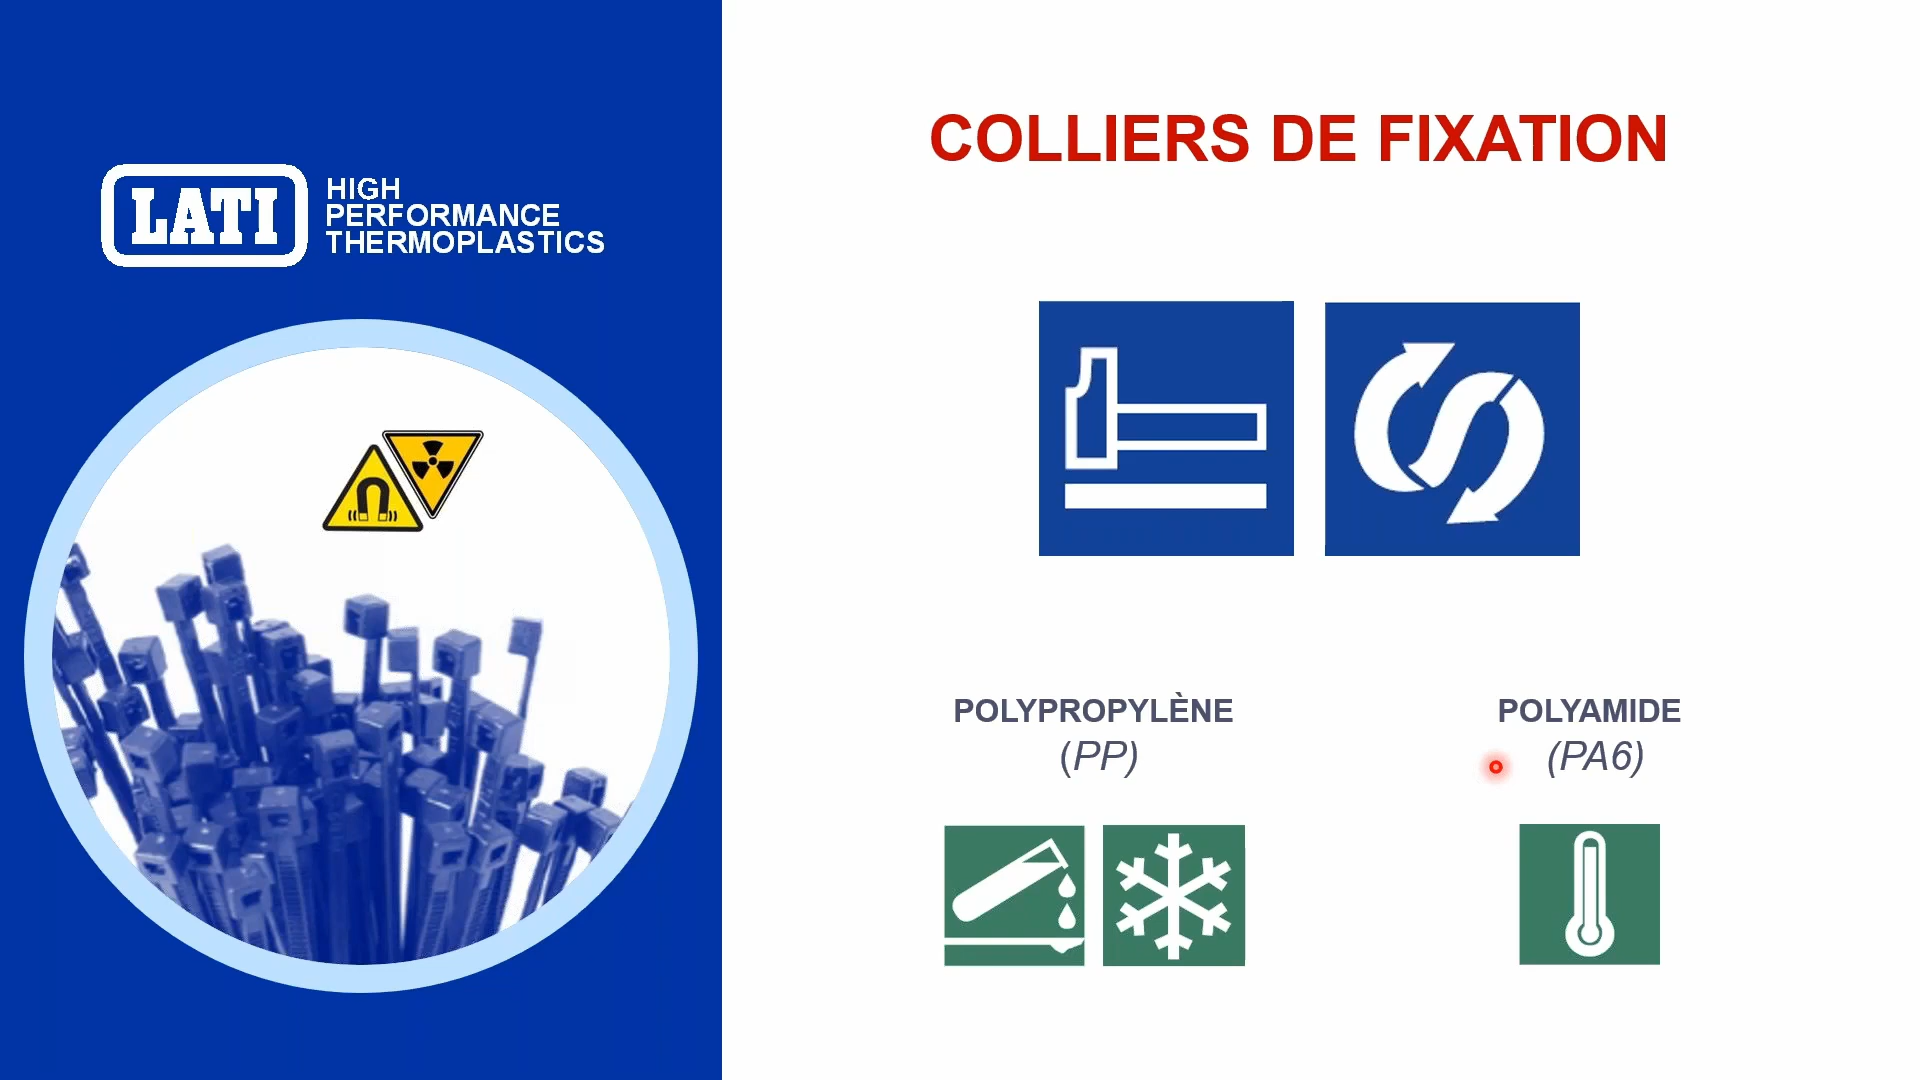 LATI
HIGH
PERFORMANCE
THERMOPLASTICS
COLLIERS DE FIXATION
POLYPROPYLÈNE
(PP)
POLYAMIDE
(PA6)